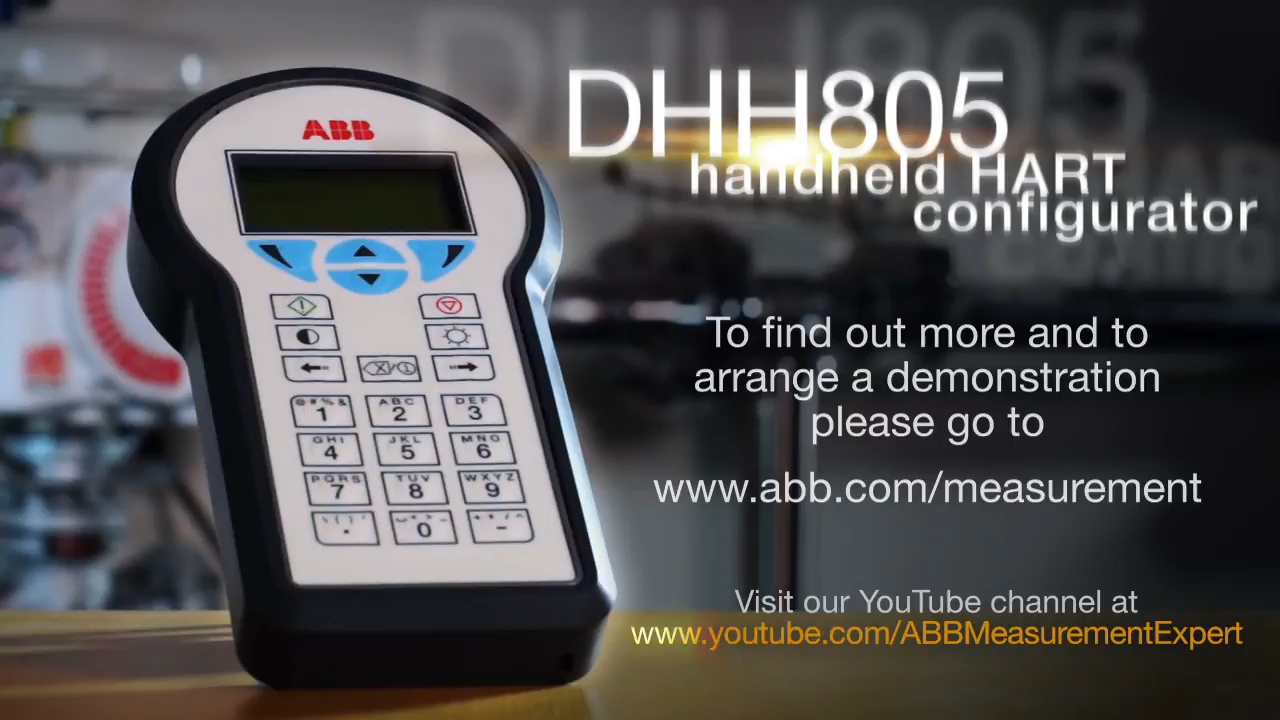 ABB
DHH805
handheld HART
configurator
To find out more and to
arrange a demonstration
please go to
www.abb.com/measurement
Visit our YouTube channel at
www.youtube.com/ABBMeasurementExpert
@#%& ABC DEF
1 2 3
GHI JKL MNO
4 5 6
PQRS TUV WXYZ
7 8 9
0